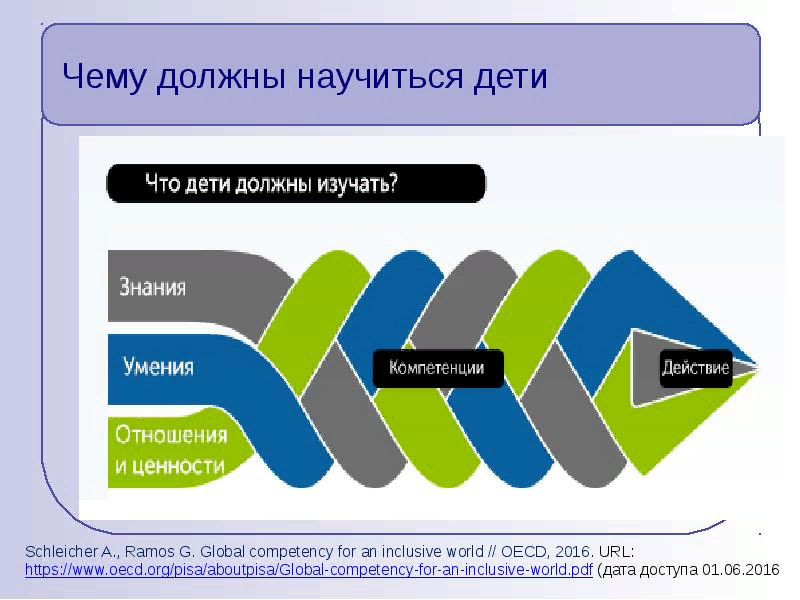 Чему должны научиться дети
Что дети должны изучать?
Знания
Умения
Компетенции
Действие
Отношения
и ценности
Schleicher A., Ramos G. Global competency for an inclusive world // OECD, 2016. URL:
https://www.oecd.org/pisa/aboutpisa/Global-competency-for-an-inclusive-world.pdf (дата доступа 01.06.2016